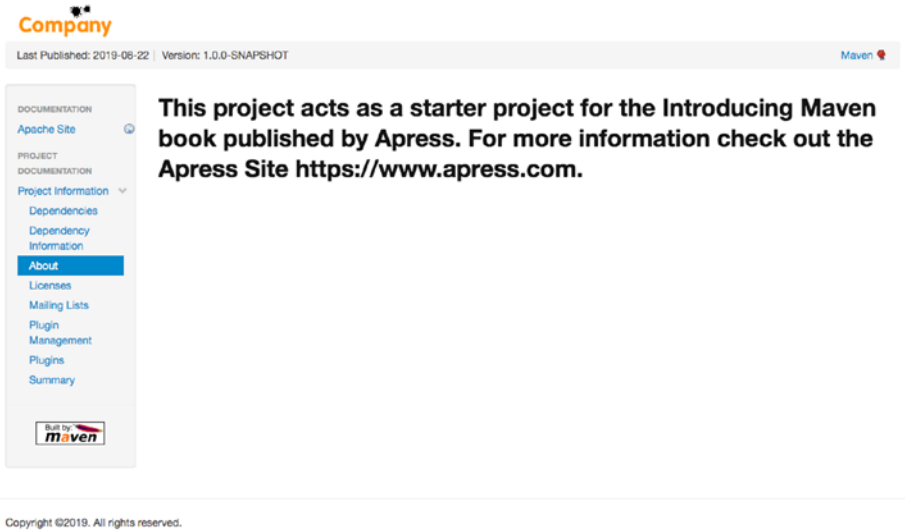 Company
Last Published: 2019-08-22 | Version: 1.0.0-SNAPSHOT
Maven
DOCUMENTATION
Apache Site
PROJECT
DOCUMENTATION
Project Information
Dependencies
Dependency
Information
About
Licenses
Mailing Lists
Plugin
Management
Plugins
Summary
Built by:
maven
This project acts as a starter project for the Introducing Maven
book published by Apress. For more information check out the
Apress Site https://www.apress.com.
Copyright ©2019. All rights reserved.